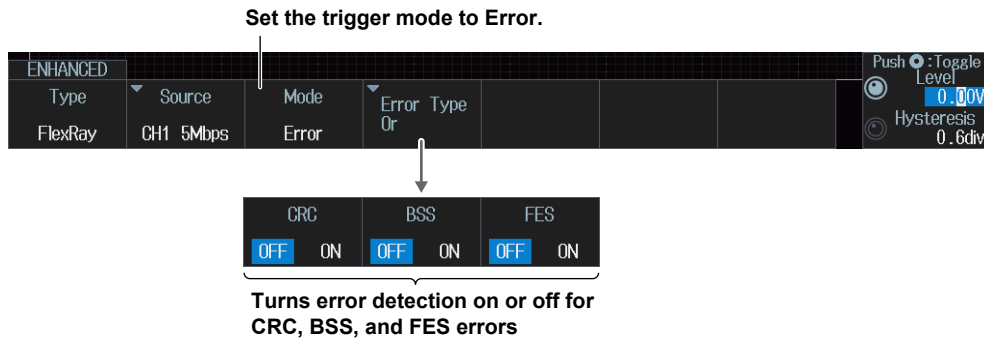 Set the trigger mode to Error.
ENHANCED
Type
FlexRay
Source
CH1 5Mbps
Mode
Error
Error Type
Or
Push :Toggle
Level
0.00V
Hysteresis
0.6div
CRC
OFF ON
BSS
OFF ON
FES
OFF ON
Turns error detection on or off for
CRC, BSS, and FES errors